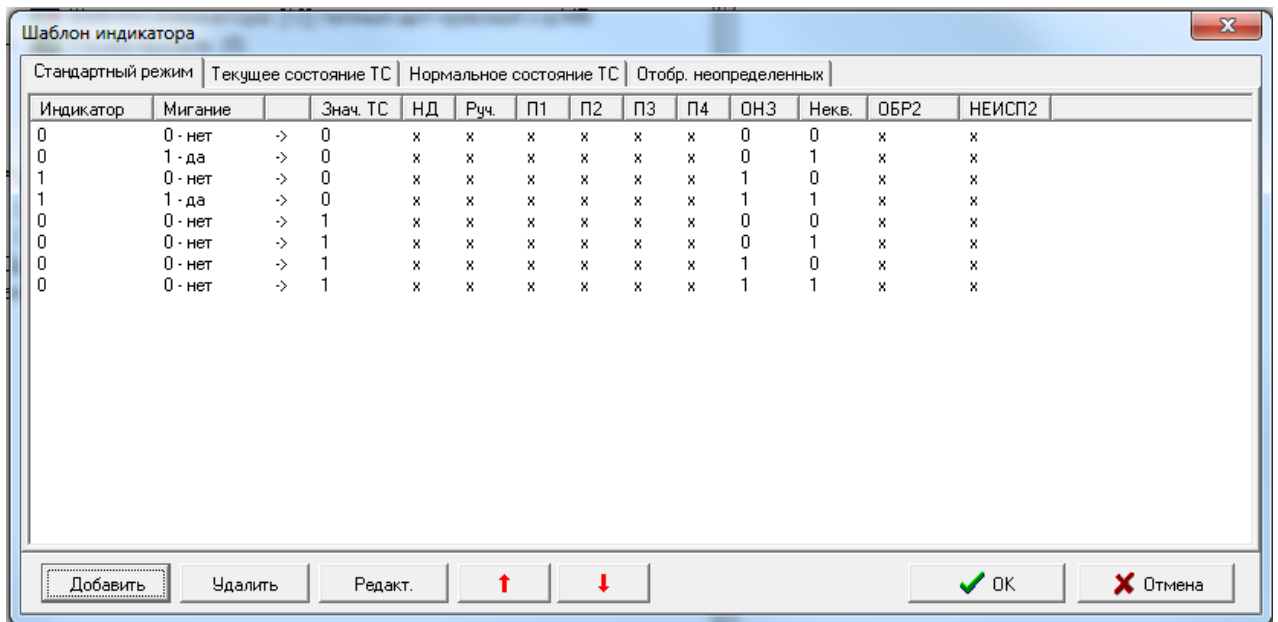 Шаблон индикатора
Стандартный режим Текущее состояние ТС Нормальное состояние ТС Отобр. неопределенных
Индикатор Мигание Знач. ТС НД Руч. П1 П2 П3 П4 ОНЗ Некв. ОБР2 НЕИСП2
0 0 - нет -> 0 x x x x x x 0 0 x x
0 1 - да -> 0 x x x x x x 0 1 x x
1 0 - нет -> 0 x x x x x x 1 0 x x
1 1 - да -> 0 x x x x x x 1 1 x x
0 0 - нет -> 1 x x x x x x 0 0 x x
0 0 - нет -> 1 x x x x x x 0 1 x x
0 0 - нет -> 1 x x x x x x 1 0 x x
0 0 - нет -> 1 x x x x x x 1 1 x x
Добавить Удалить Редакт. OK Отмена